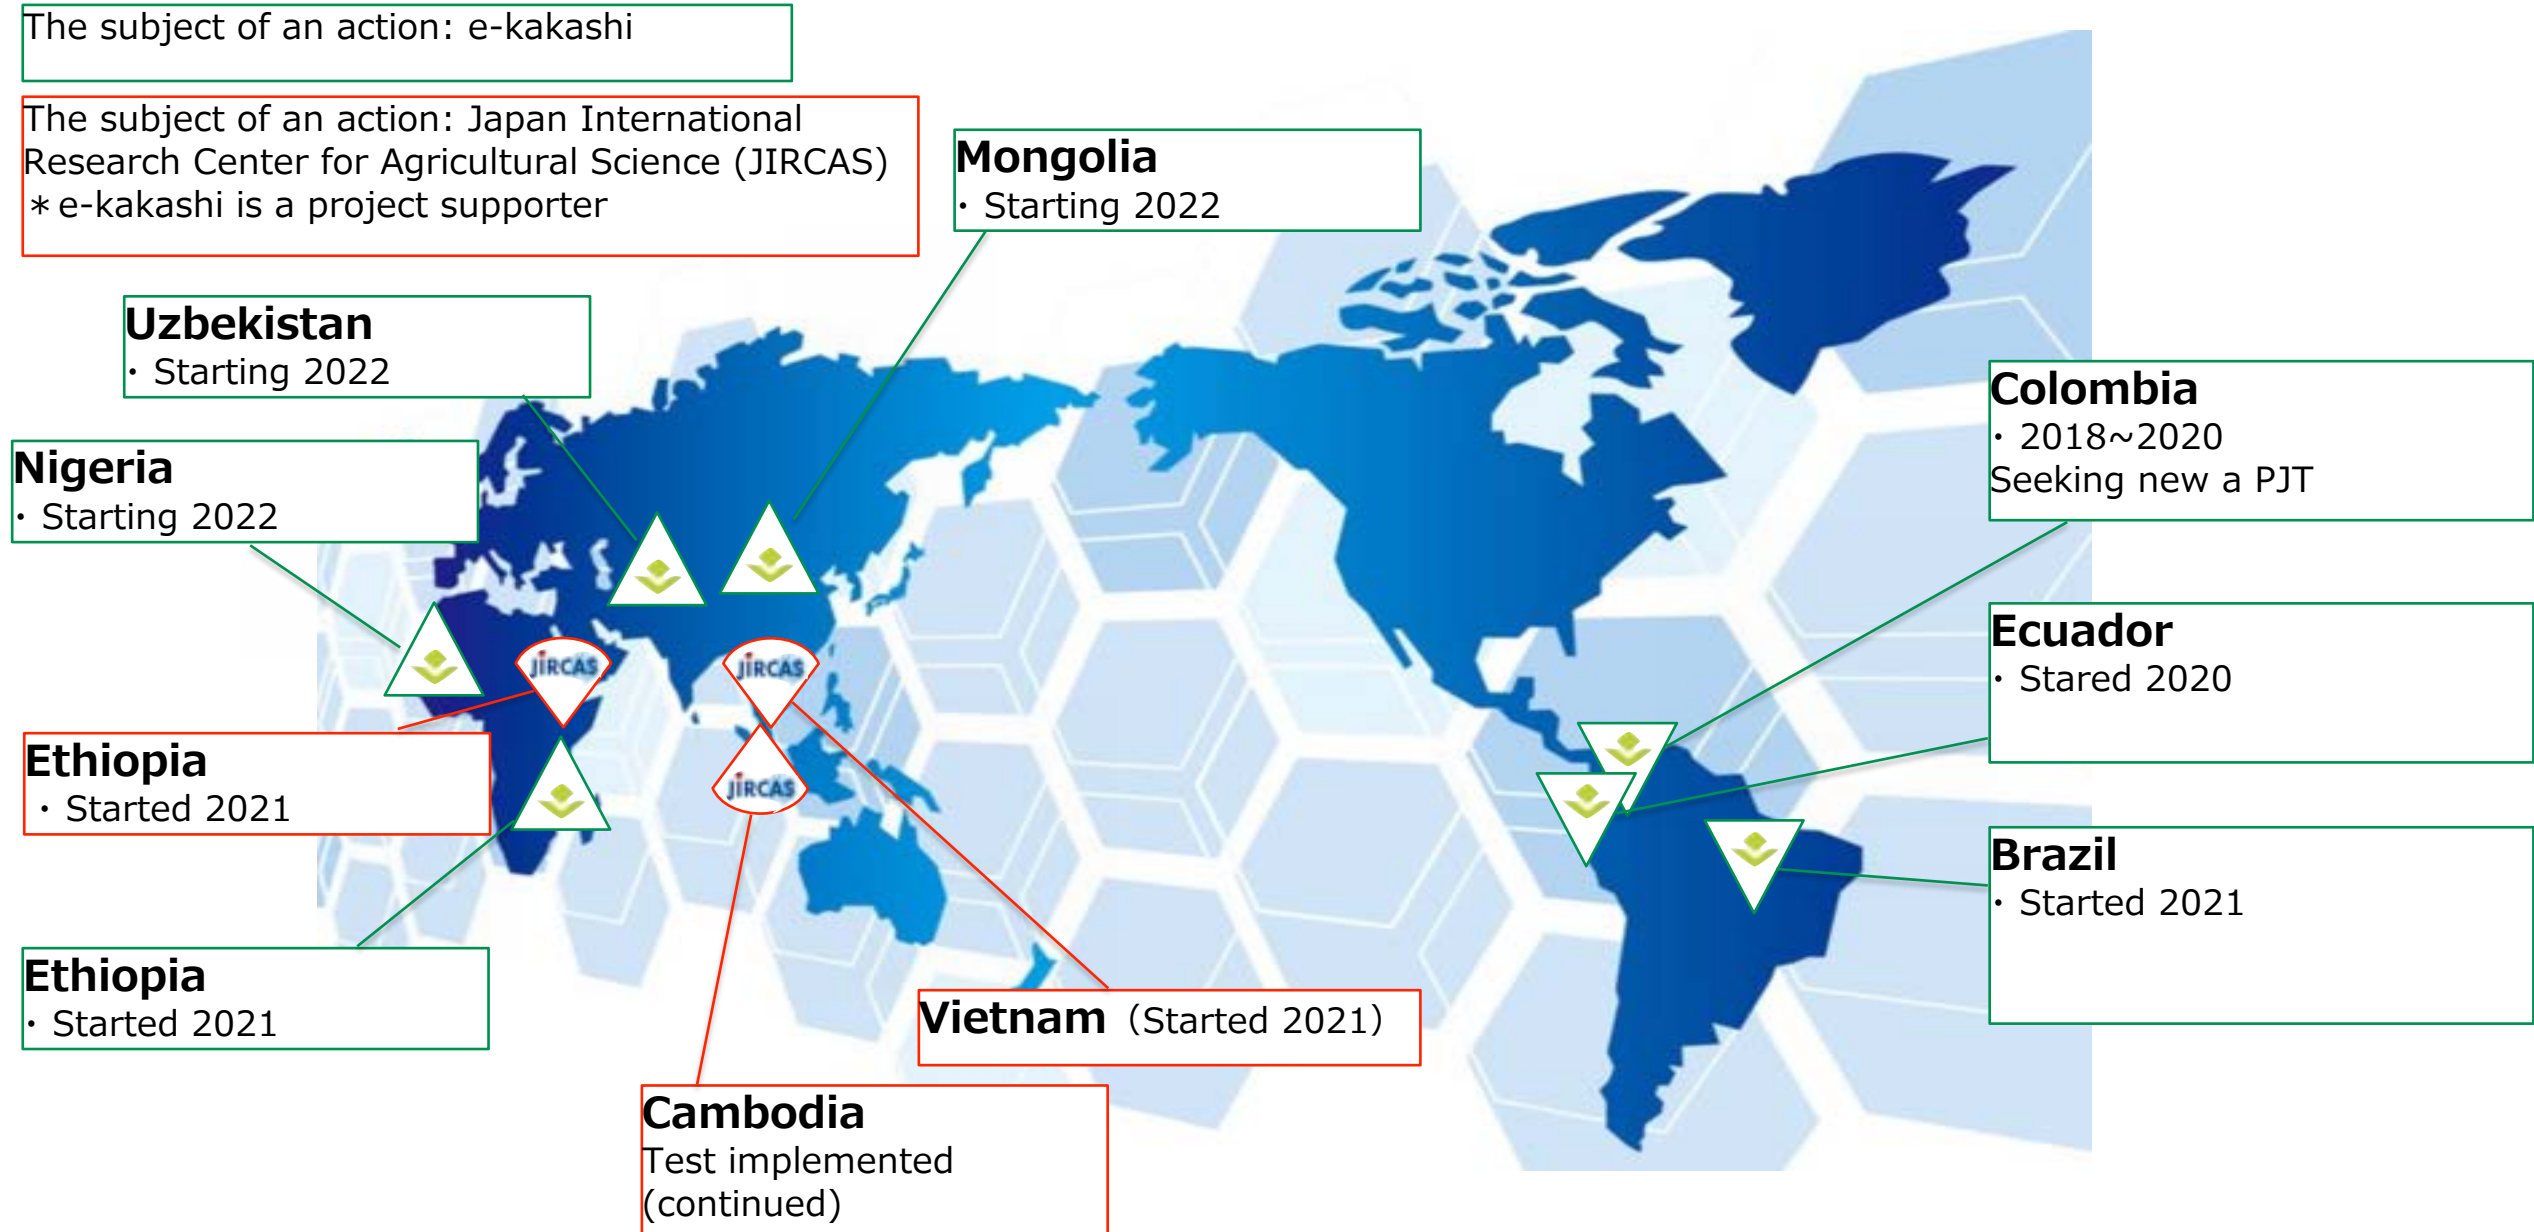 The subject of an action: e-kakashi
The subject of an action: Japan International
Research Center for Agricultural Science (JIRCAS)
＊e-kakashi is a project supporter
Mongolia
・Starting 2022
Uzbekistan
・Starting 2022
Nigeria
・Starting 2022
Colombia
・2018~2020
Seeking new a PJT
Ecuador
・Stared 2020
Brazil
・Started 2021
JIRCAS
JIRCAS
JIRCAS
Ethiopia
・Started 2021
Ethiopia
・Started 2021
Vietnam（Started 2021）
Cambodia
Test implemented
(continued)